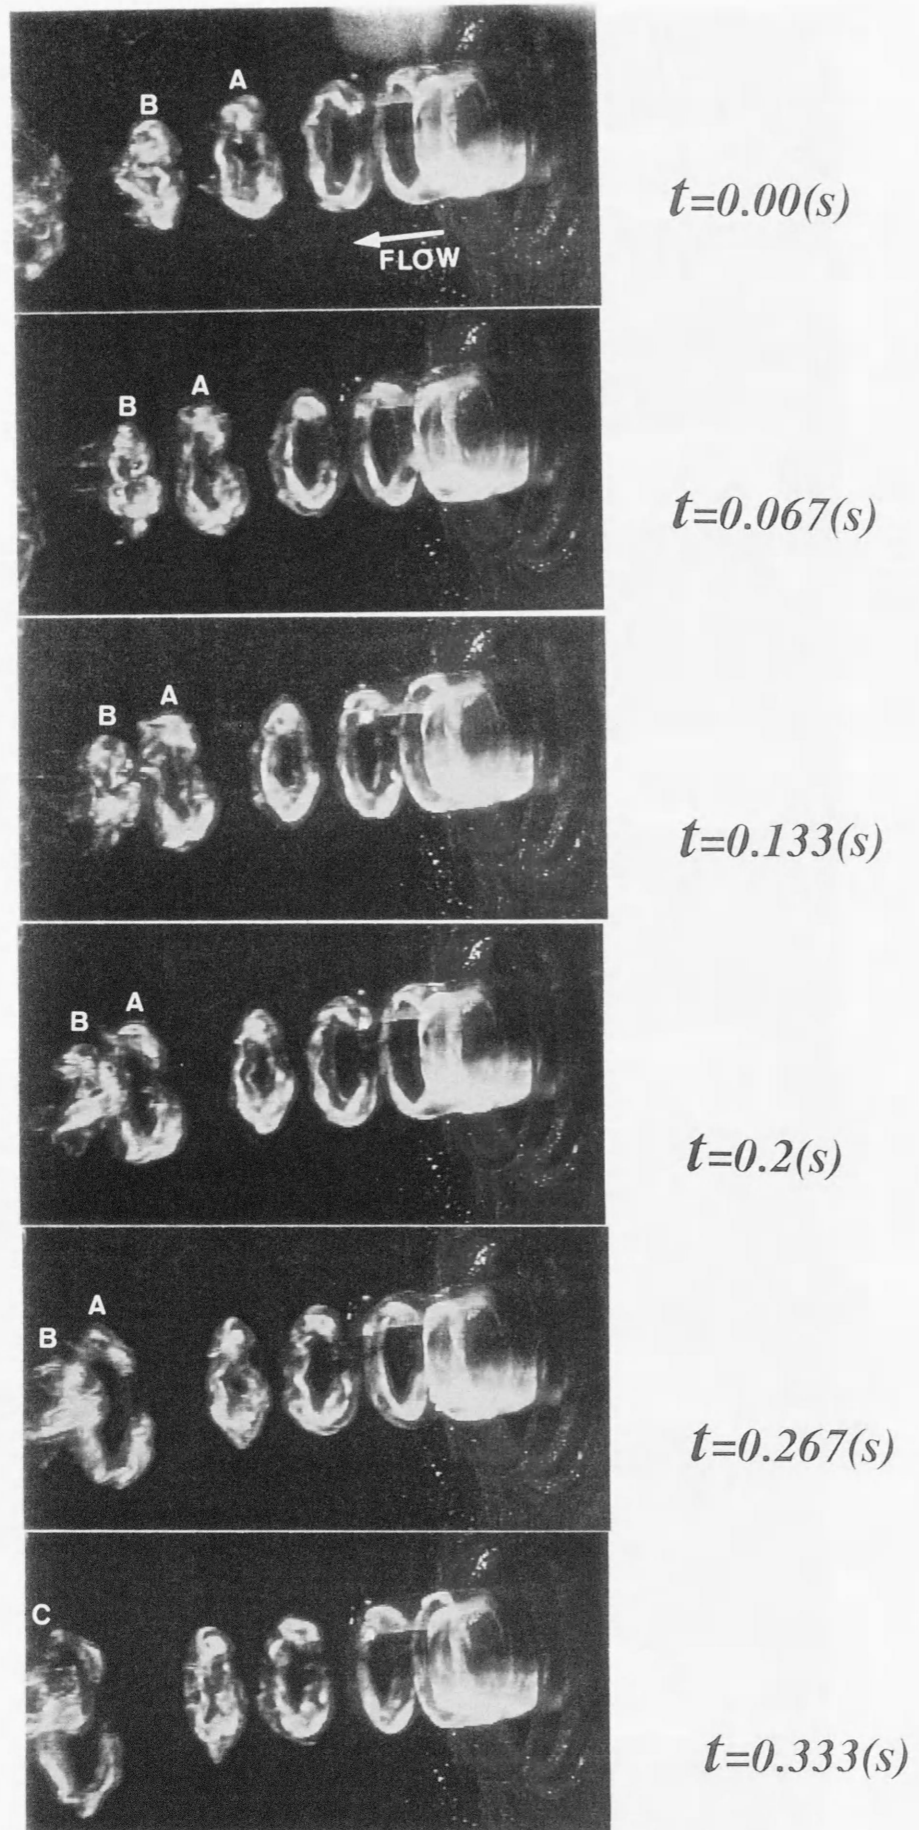 A
B
t=0.00(s)
FLOW
A
B
t=0.067(s)
A
B
t=0.133(s)
A
B
t=0.2(s)
A
B
t=0.267(s)
C
t=0.333(s)